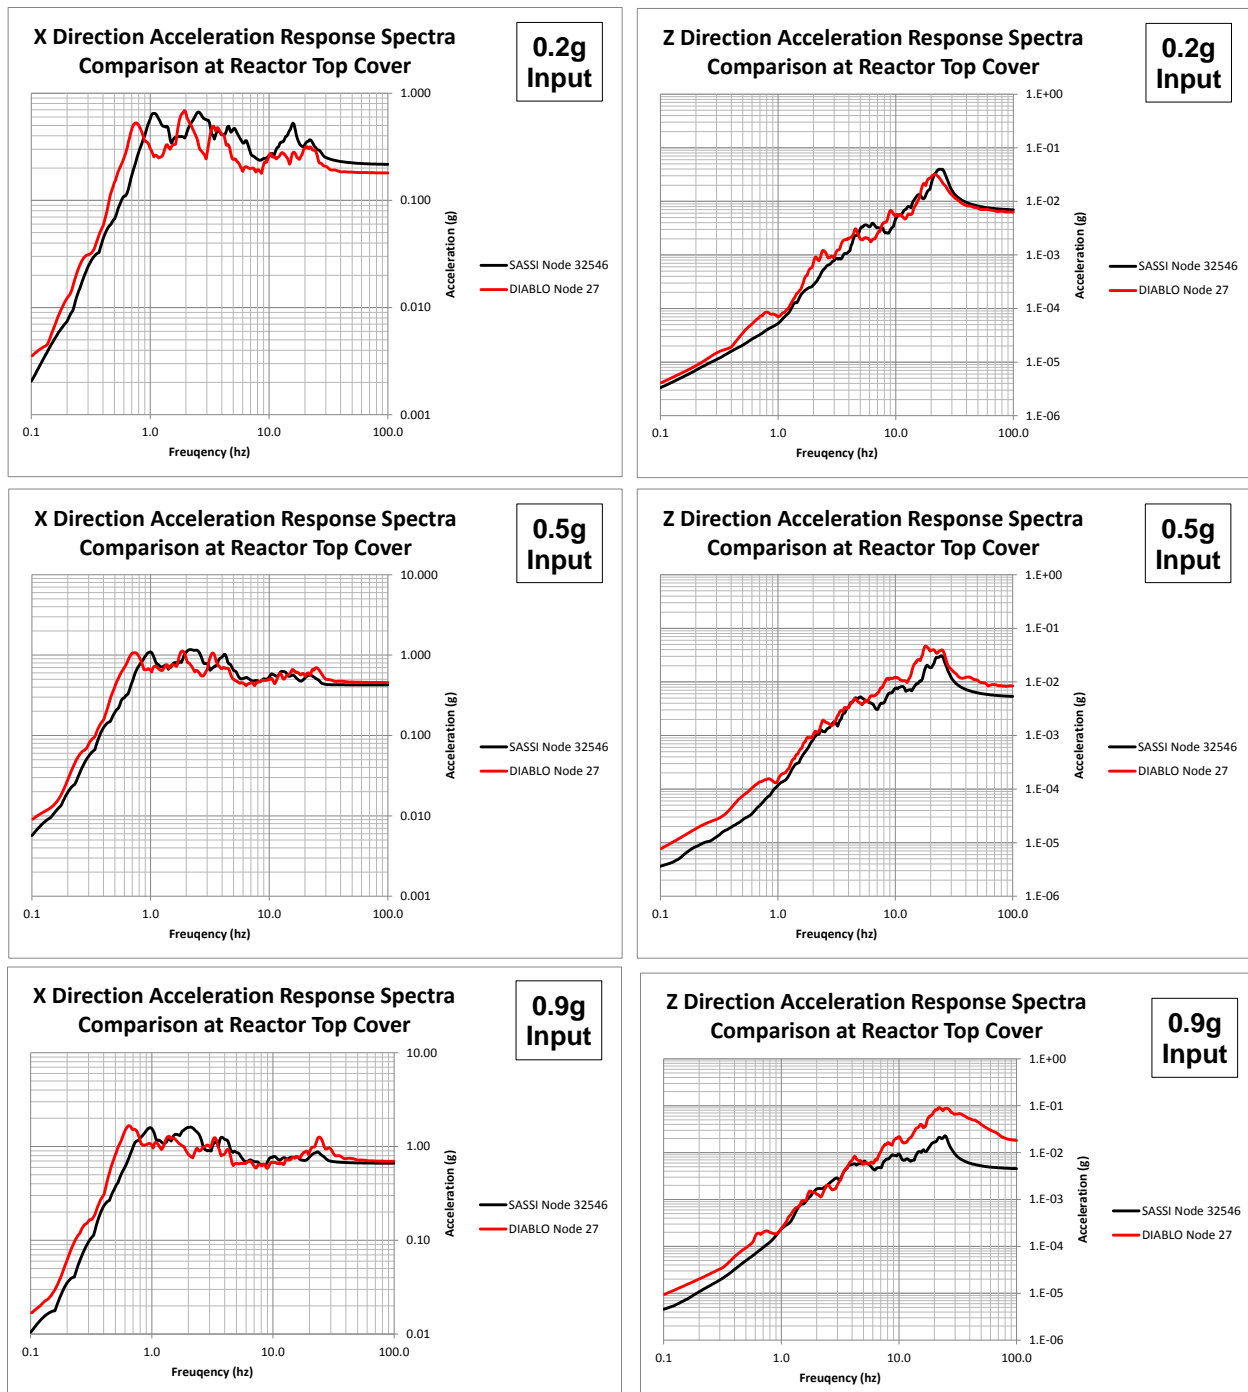 X Direction Acceleration Response Spectra
Comparison at Reactor Top Cover
0.2g
Input
1.000
0.100
0.010
0.001
Acceleration (g)
0.1
1.0
10.0
100.0
Freuqency (hz)
SASSI Node 32546
DIABLO Node 27
Z Direction Acceleration Response Spectra
Comparison at Reactor Top Cover
0.2g
Input
1.E+00
1.E-01
1.E-02
1.E-03
1.E-04
1.E-05
1.E-06
Acceleration (g)
0.1
1.0
10.0
100.0
Freuqency (hz)
SASSI Node 32546
DIABLO Node 27
X Direction Acceleration Response Spectra
Comparison at Reactor Top Cover
0.5g
Input
10.000
1.000
0.100
0.010
0.001
Acceleration (g)
0.1
1.0
10.0
100.0
Freuqency (hz)
SASSI Node 32546
DIABLO Node 27
Z Direction Acceleration Response Spectra
Comparison at Reactor Top Cover
0.5g
Input
1.E+00
1.E-01
1.E-02
1.E-03
1.E-04
1.E-05
1.E-06
Acceleration (g)
0.1
1.0
10.0
100.0
Freuqency (hz)
SASSI Node 32546
DIABLO Node 27
X Direction Acceleration Response Spectra
Comparison at Reactor Top Cover
0.9g
Input
10.00
1.00
0.10
0.01
Acceleration (g)
0.1
1.0
10.0
100.0
Freuqency (hz)
SASSI Node 32546
DIABLO Node 27
Z Direction Acceleration Response Spectra
Comparison at Reactor Top Cover
0.9g
Input
1.E+00
1.E-01
1.E-02
1.E-03
1.E-04
1.E-05
1.E-06
Acceleration (g)
0.1
1.0
10.0
100.0
Freuqency (hz)
SASSI Node 32546
DIABLO Node 27